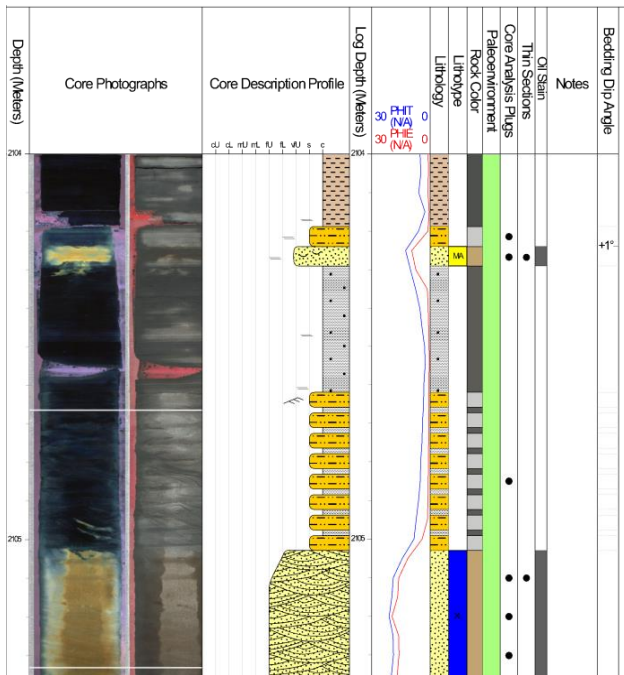 Depth (Meters)
Core Photographs
Core Description Profile
Log Depth (Meters)
30 PHIT 0
(N/A)
30 PHIE 0
(N/A)
Lithology
Lithotype
Rock Color
Paleoenvironment
Core Analysis Plugs
Thin Sections
Oil Stain
Notes
Bedding Dip Angle
cU cL mU mL fU fL vfU s c
2104
2104
+1°
MA
2105
2105